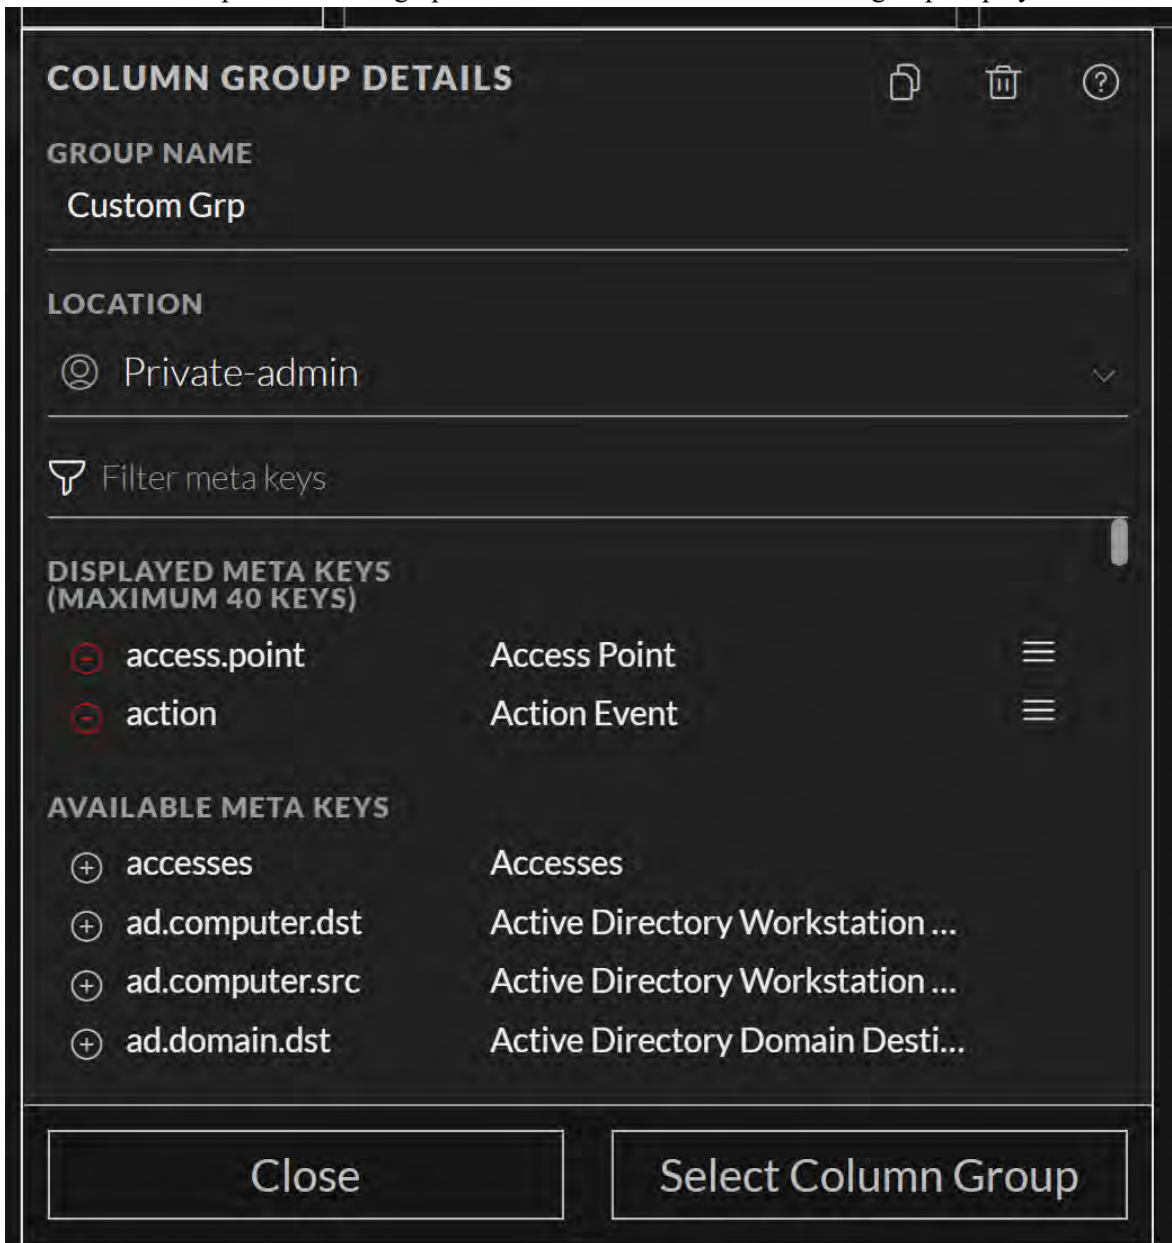 COLUMN GROUP DETAILS
GROUP NAME
Custom Grp
LOCATION
Private-admin
Filter meta keys
DISPLAYED META KEYS
(MAXIMUM 40 KEYS)
access.point Access Point
action Action Event
AVAILABLE META KEYS
accesses Accesses
ad.computer.dst Active Directory Workstation ...
ad.computer.src Active Directory Workstation ...
ad.domain.dst Active Directory Domain Desti...
Close Select Column Group